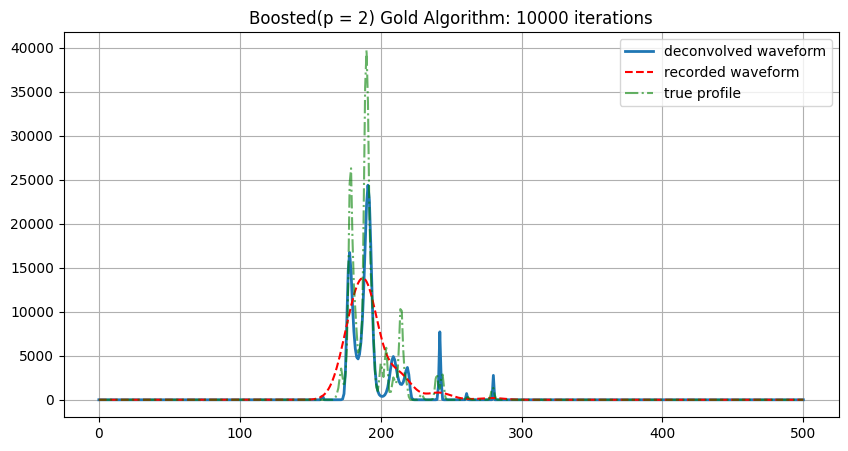 Boosted(p = 2) Gold Algorithm: 10000 iterations
deconvolved waveform
recorded waveform
true profile
40000
35000
30000
25000
20000
15000
10000
5000
0
0 100 200 300 400 500